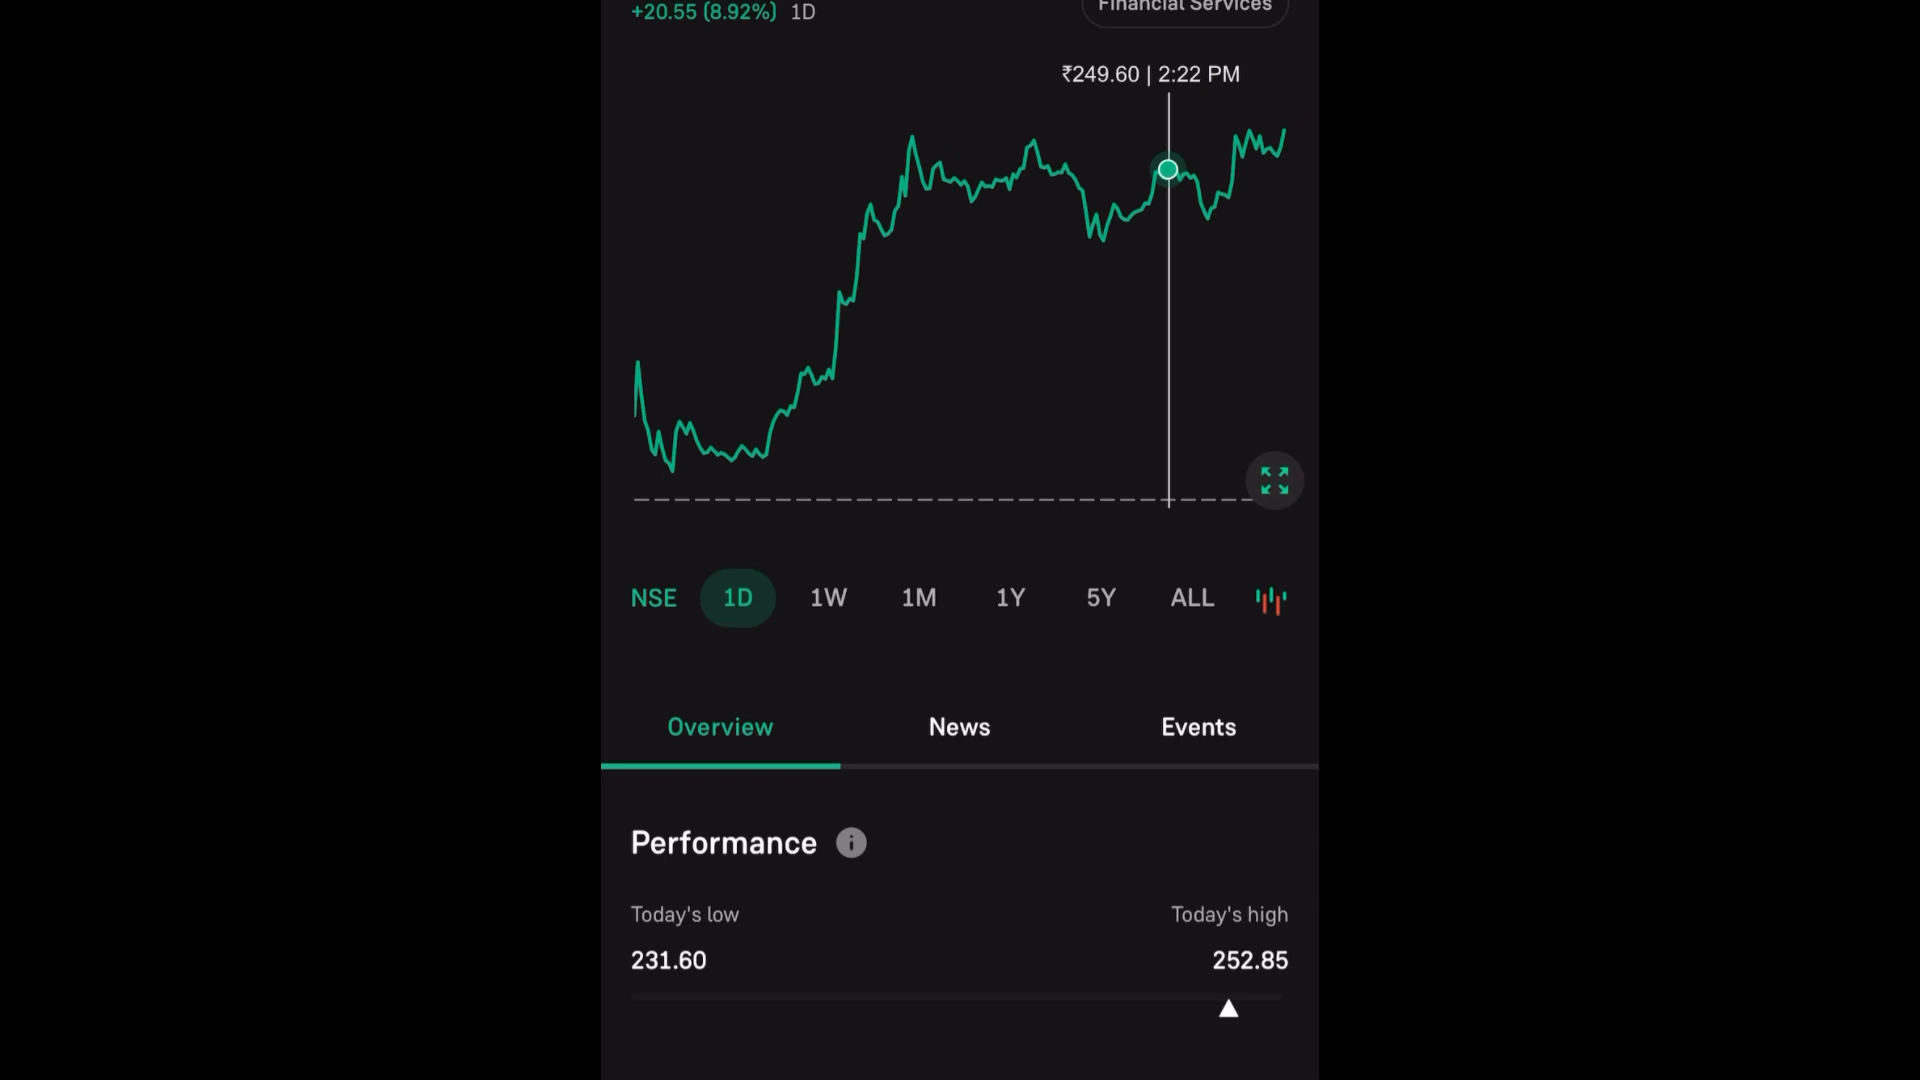 +20.55 (8.92%) 1D
Financial Services
₹249.60 | 2:22 PM
NSE 1D 1W 1M 1Y 5Y ALL
Overview News Events
Performance
Today's low Today's high
231.60 252.85